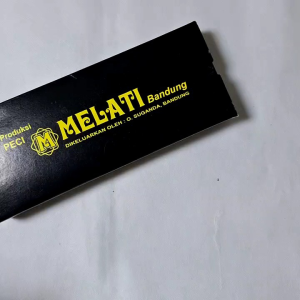 Produksi
PECI
M
MELATI Bandung
DIKELUARKAN OLEH : O. SUGANDA, BANDUNG